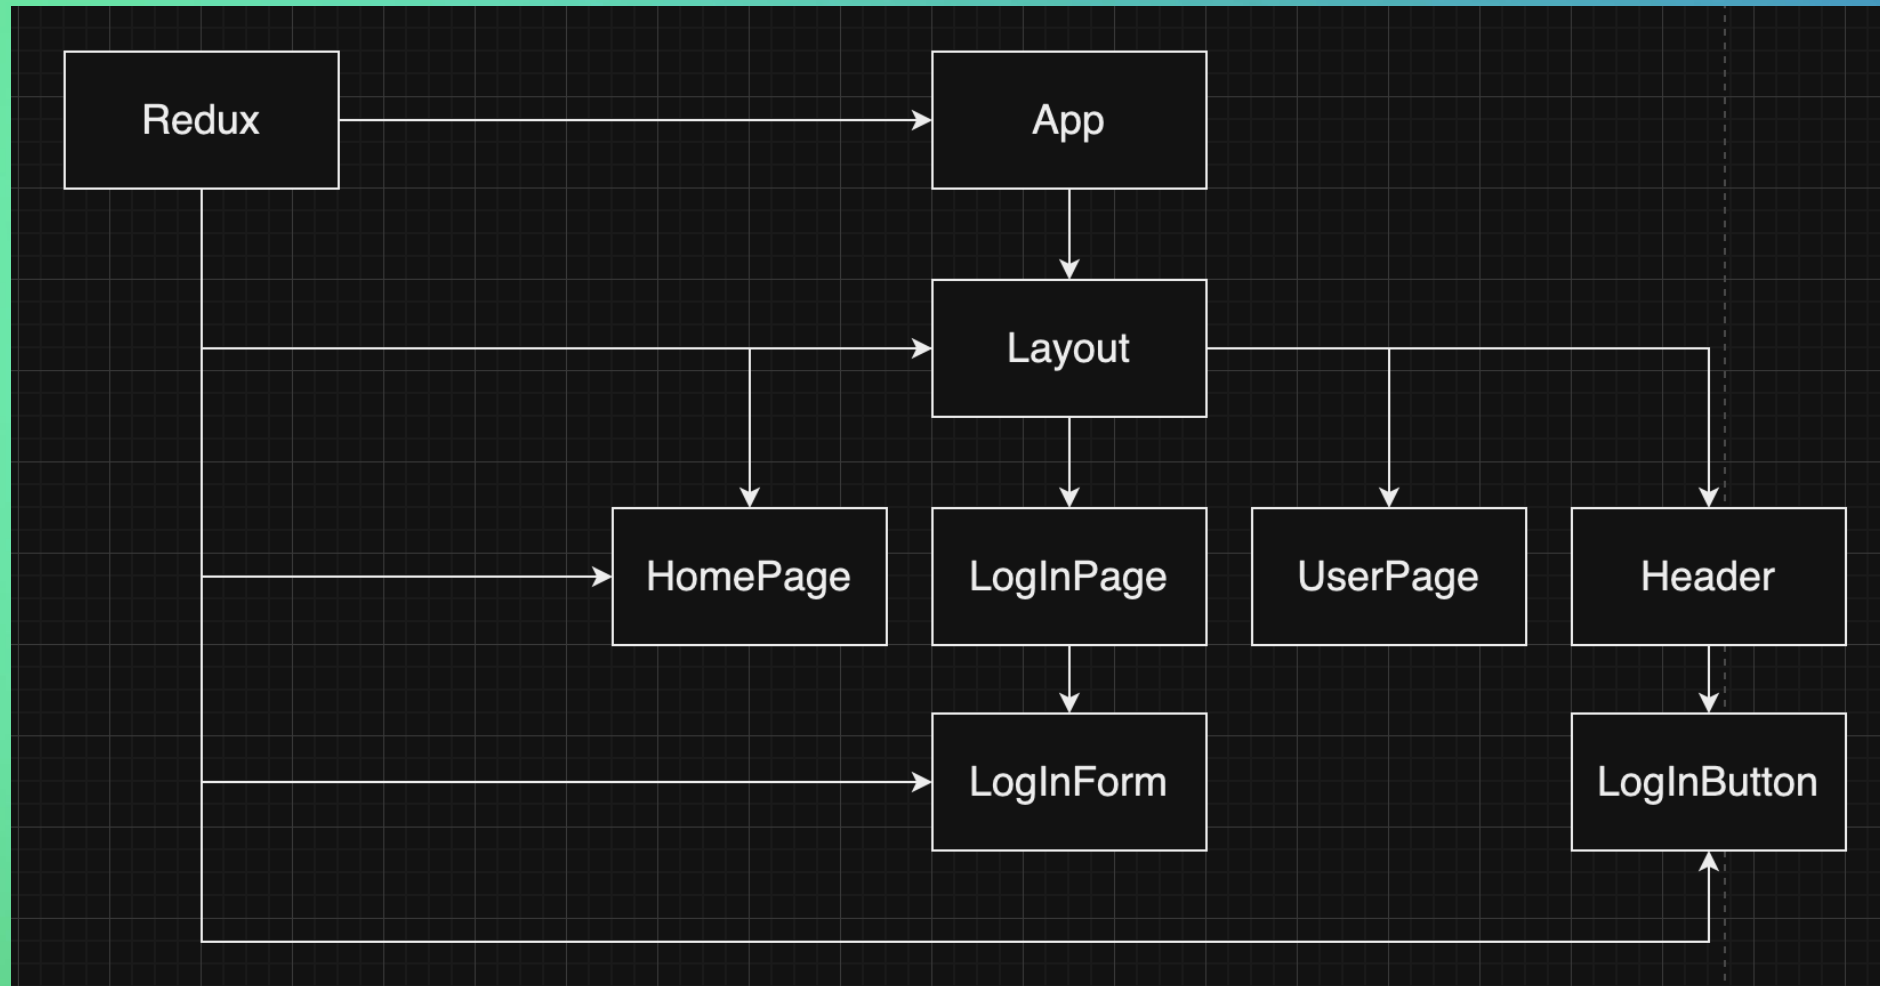 Redux
App
Layout
HomePage
LogInPage
UserPage
Header
LogInForm
LogInButton